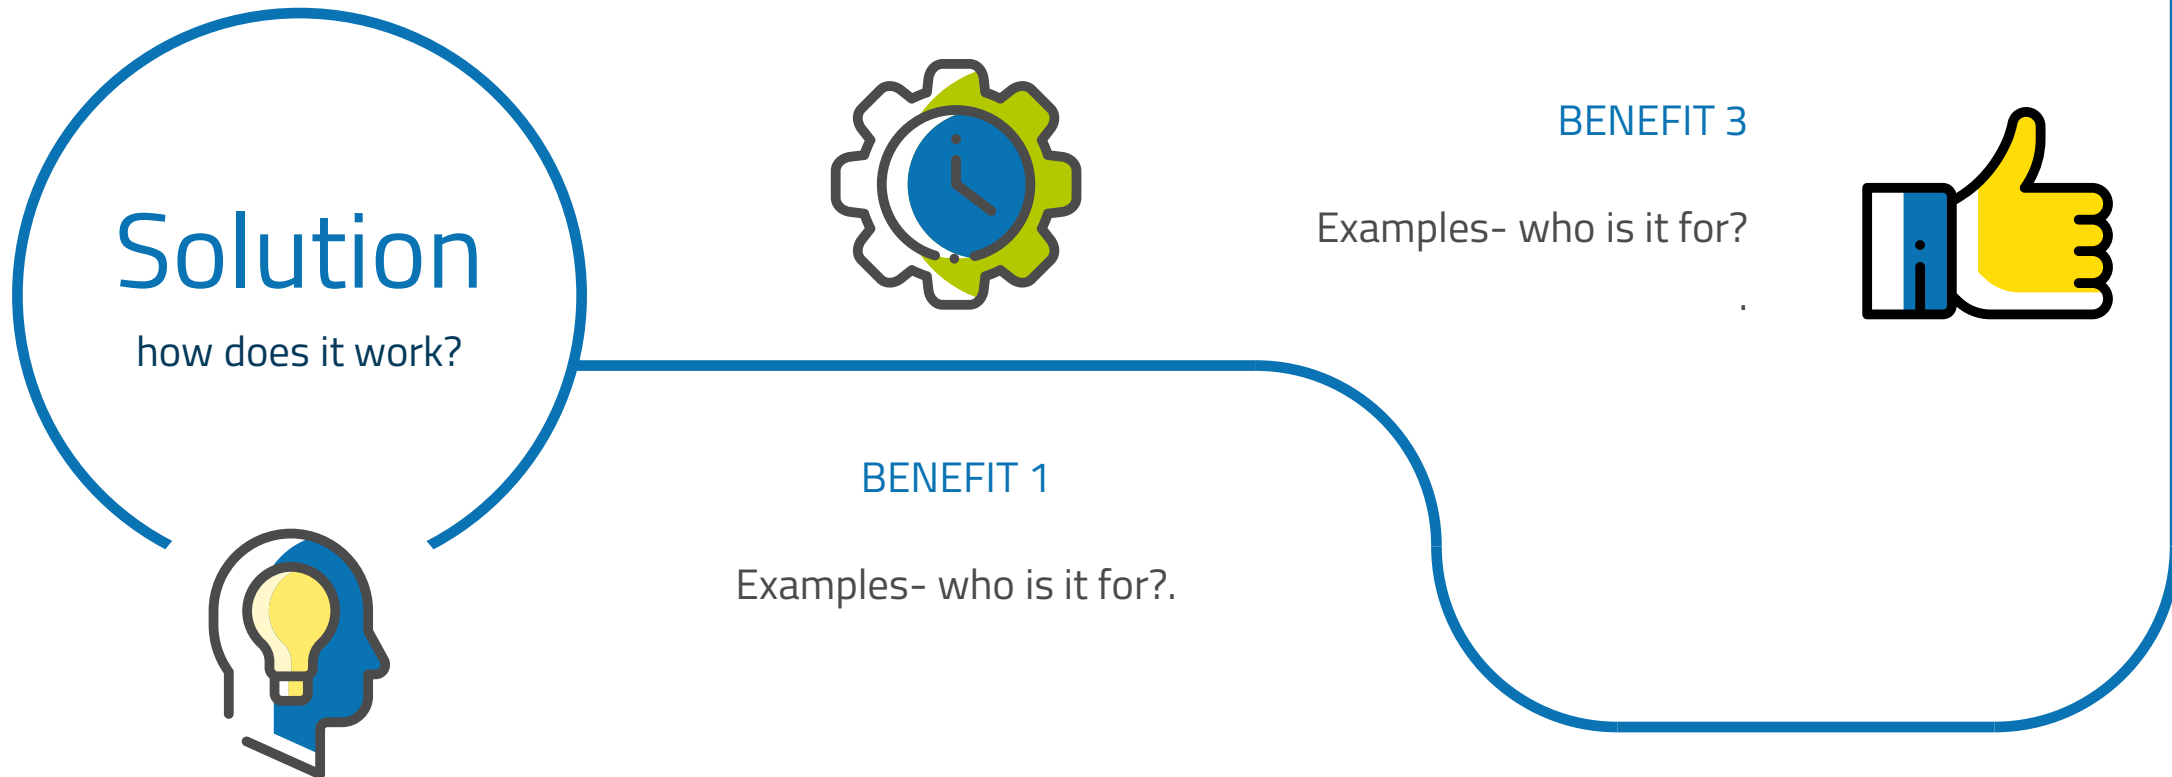 Solution
how does it work?
BENEFIT 1
Examples- who is it for?.
BENEFIT 3
Examples- who is it for?
.